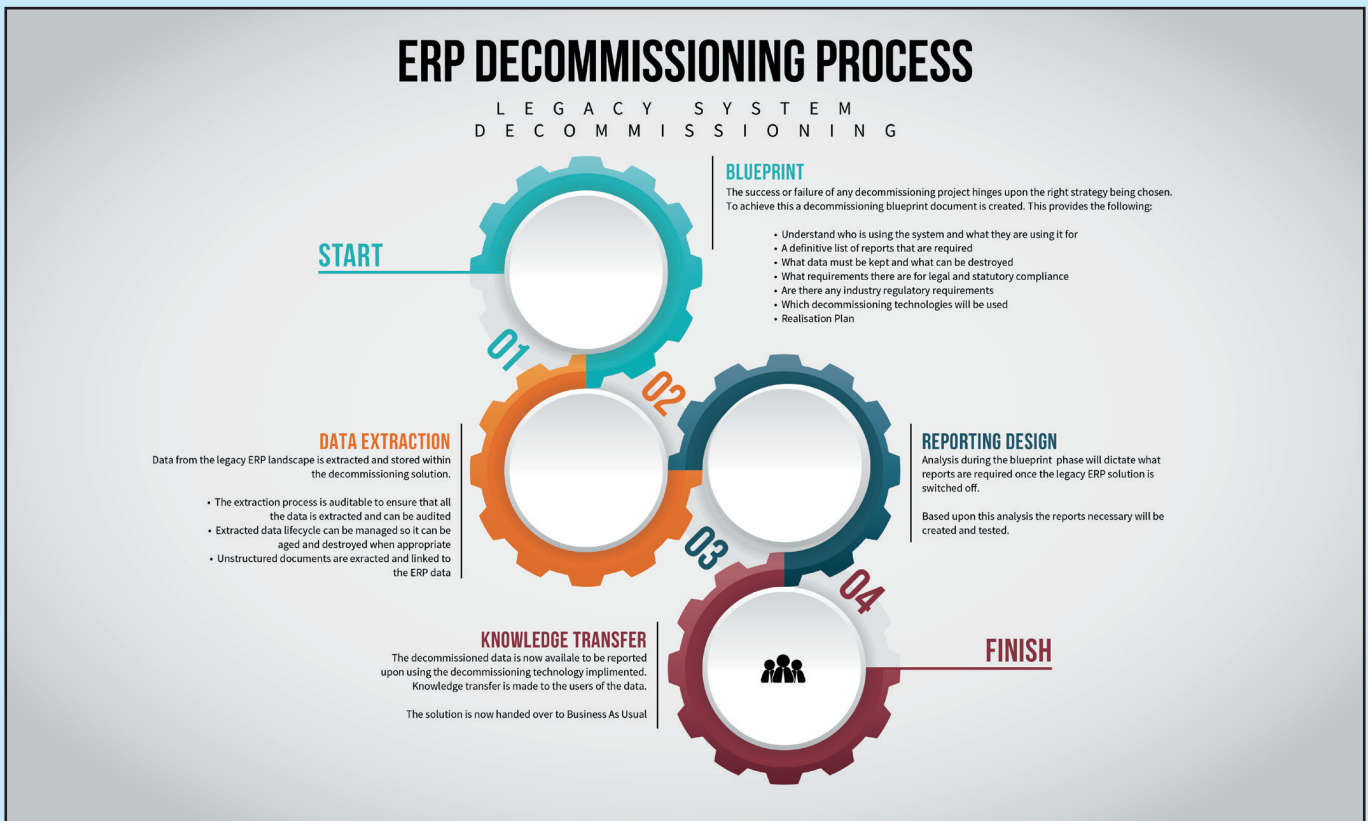 ERP DECOMMISSIONING PROCESS
LEGACY SYSTEM
DECOMMISSIONING
START
01
BLUEPRINT
The success or failure of any decommissioning project hinges upon the right strategy being chosen.
To achieve this a decommissioning blueprint document is created. This provides the following:
• Understand who is using the system and what they are using it for
• A definitive list of reports that are required
• What data must be kept and what can be destroyed
• What requirements there are for legal and statutory compliance
• Are there any industry regulatory requirements
• Which decommissioning technologies will be used
• Realisation Plan
02
DATA EXTRACTION
Data from the legacy ERP landscape is extracted and stored within
the decommissioning solution.
• The extraction process is auditable to ensure that all
the data is extracted and can be audited
• Extracted data lifecycle can be managed so it can be
aged and destroyed when appropriate
• Unstructured documents are exracted and linked to
the ERP data
03
REPORTING DESIGN
Analysis during the blueprint phase will dictate what
reports are required once the legacy ERP solution is
switched off.
Based upon this analysis the reports necessary will be
created and tested.
04
KNOWLEDGE TRANSFER
The decommissioned data is now availale to be reported
upon using the decommissioning technology implimented.
Knowledge transfer is made to the users of the data.
The solution is now handed over to Business As Usual
FINISH